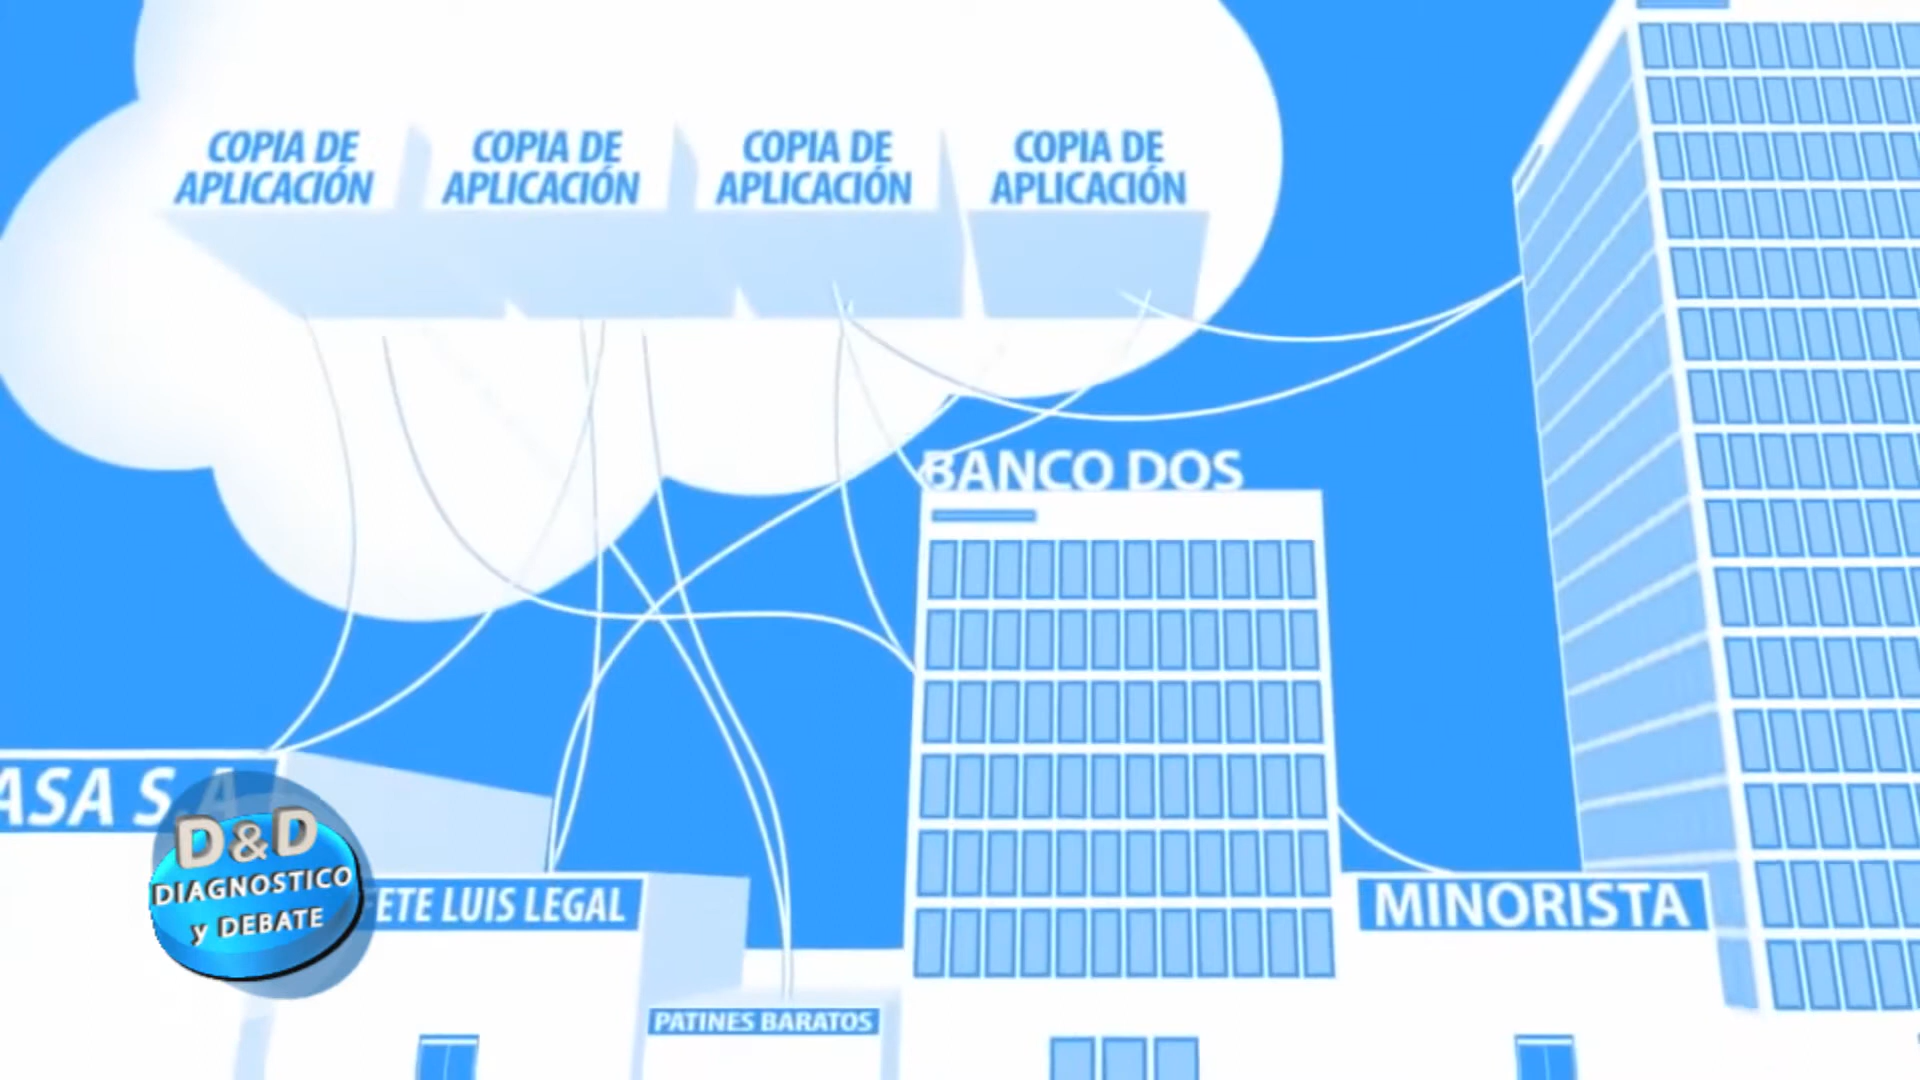 COPIA DE
APLICACIÓN
COPIA DE
APLICACIÓN
COPIA DE
APLICACIÓN
COPIA DE
APLICACIÓN
BANCO DOS
ASA S.A
D&D
DIAGNOSTICO
y DEBATE
ETE LUIS LEGAL
MINORISTA
PATINES BARATOS